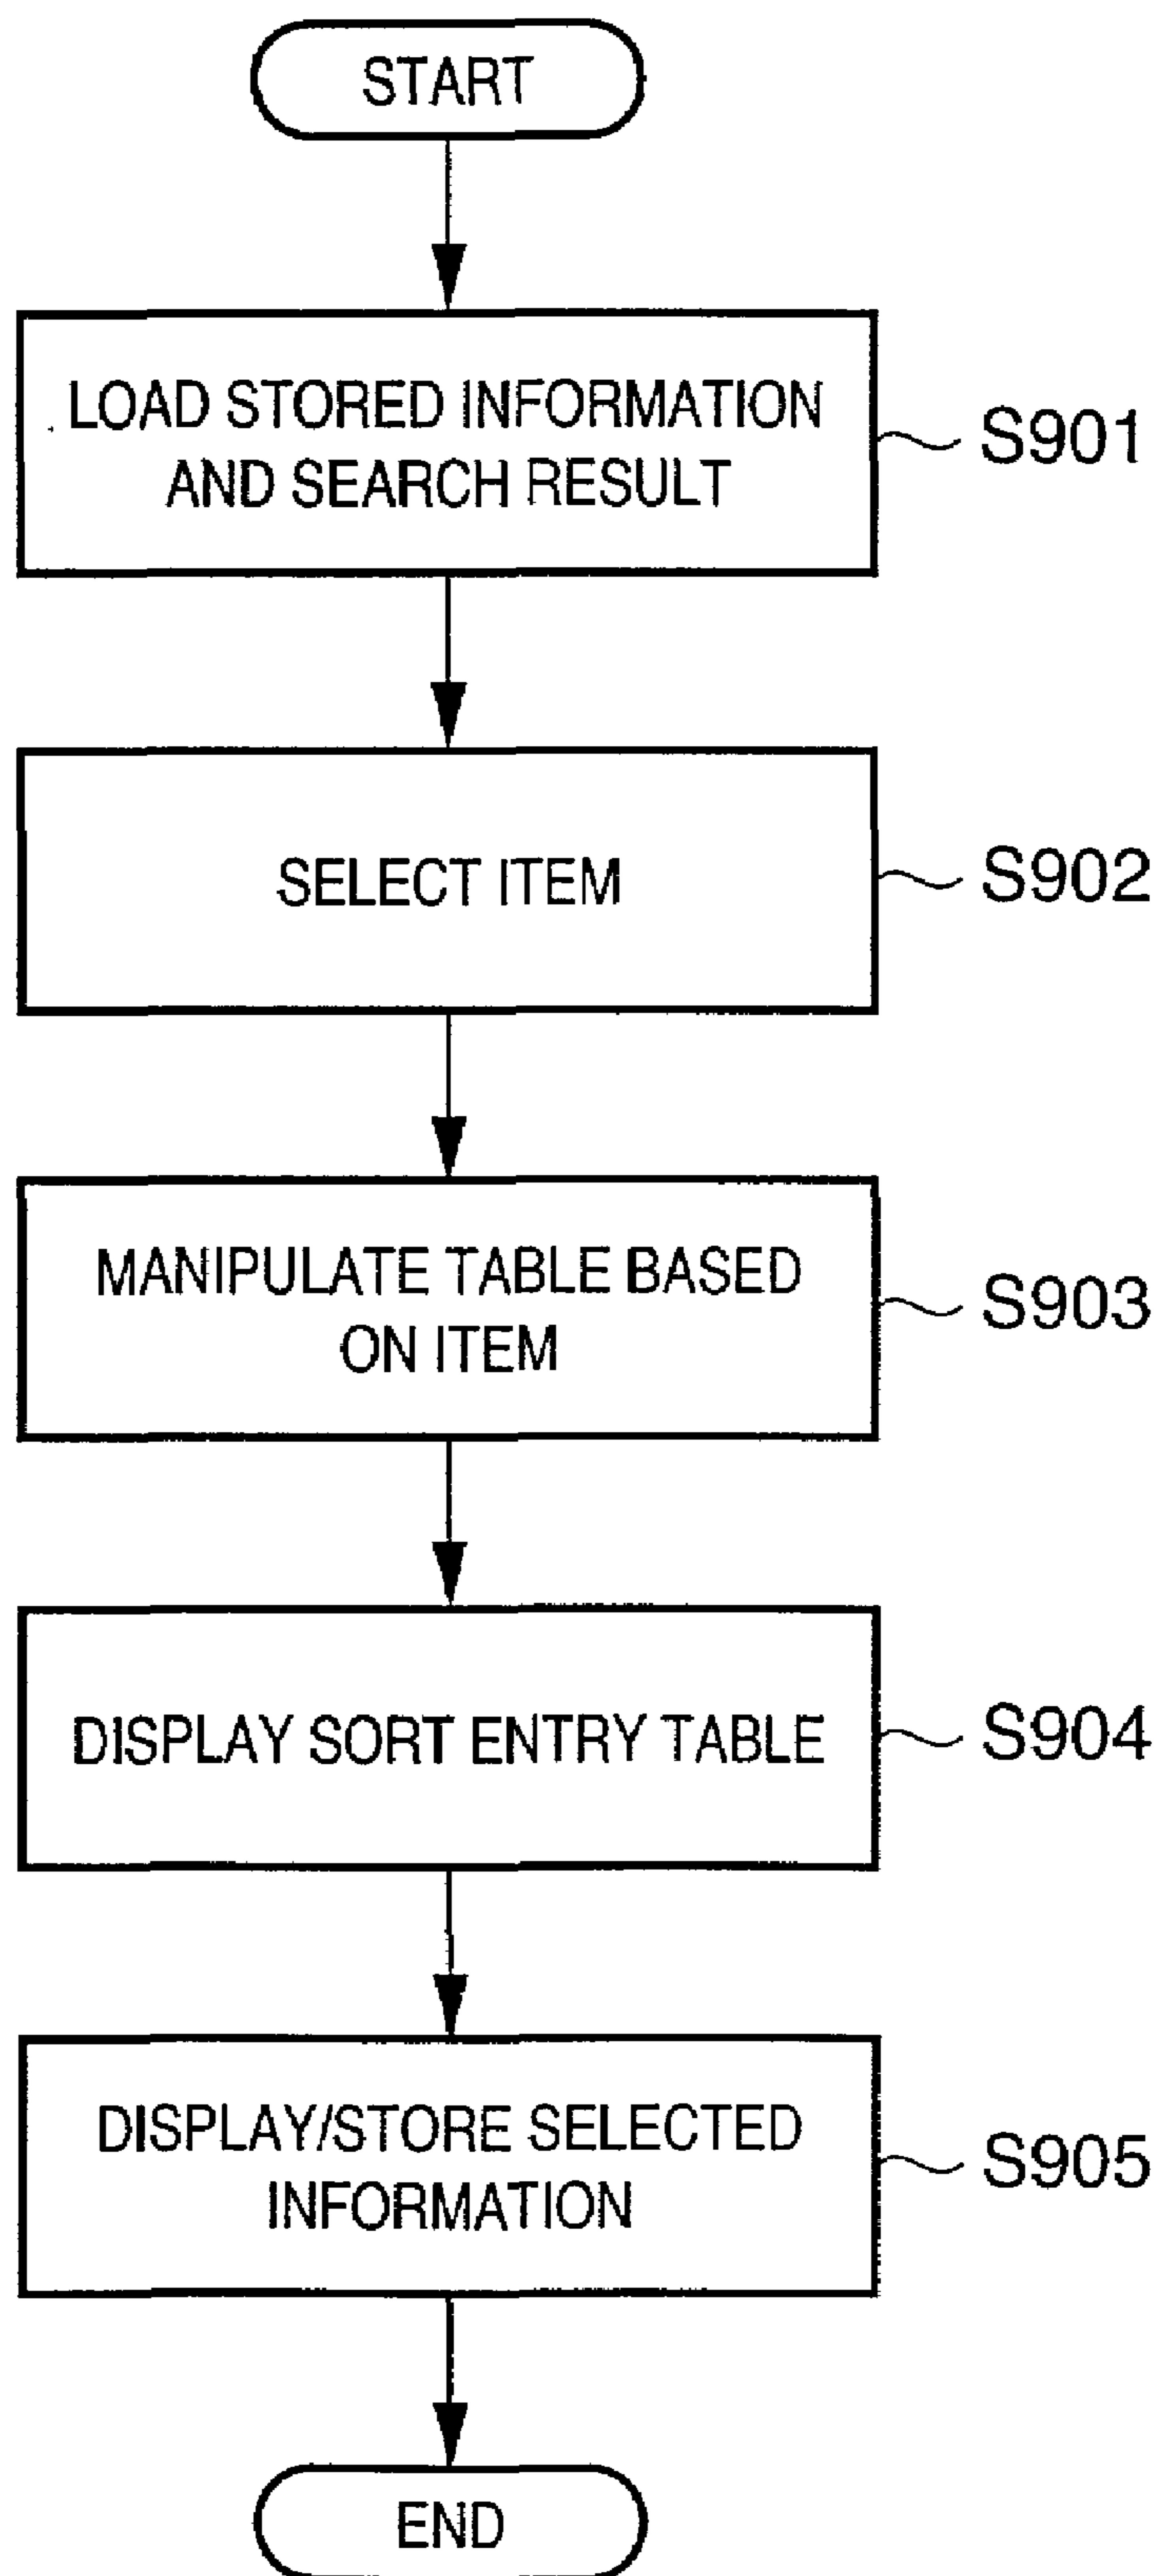 START
LOAD STORED INFORMATION
AND SEARCH RESULT
S901
SELECT ITEM
S902
MANIPULATE TABLE BASED
ON ITEM
S903
DISPLAY SORT ENTRY TABLE
S904
DISPLAY/STORE SELECTED
INFORMATION
S905
END